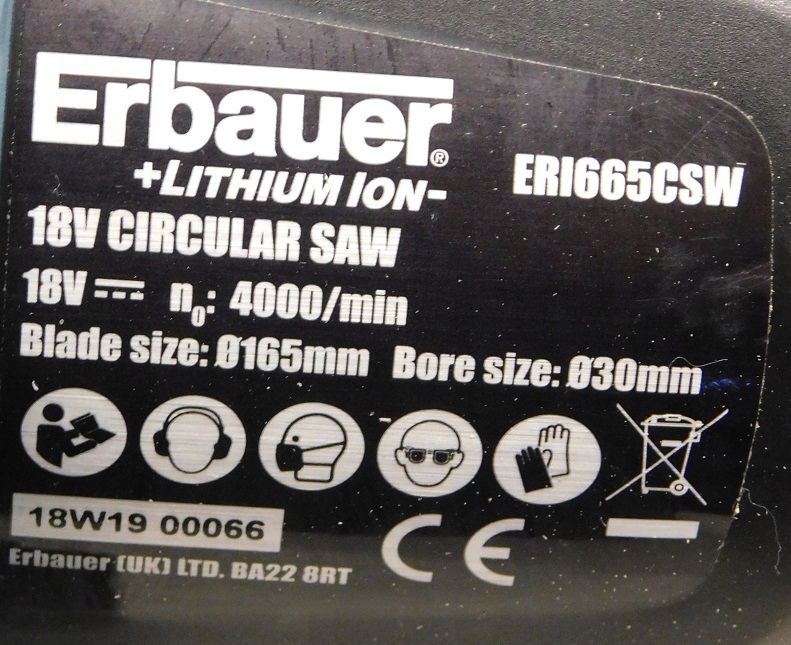 Erbauer®
+LITHIUM ION-
ERI665CSW
18V CIRCULAR SAW
18V ⎓ n₀: 4000/min
Blade size: Ø165mm Bore size: Ø30mm
18W19 00066
Erbauer (UK) LTD. BA22 8RT
CE